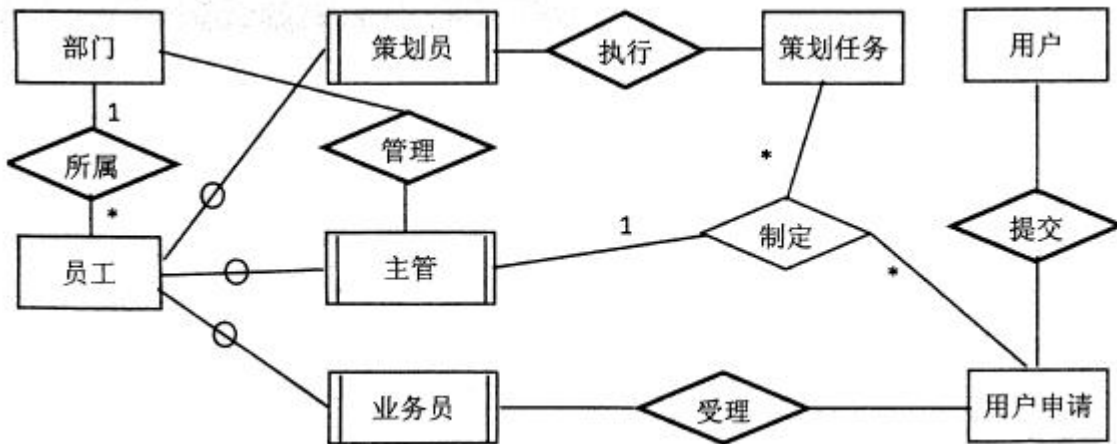 部门
策划员
执行
策划任务
用户
1
所属
管理
*
*
1
制定
提交
员工
主管
*
业务员
受理
用户申请